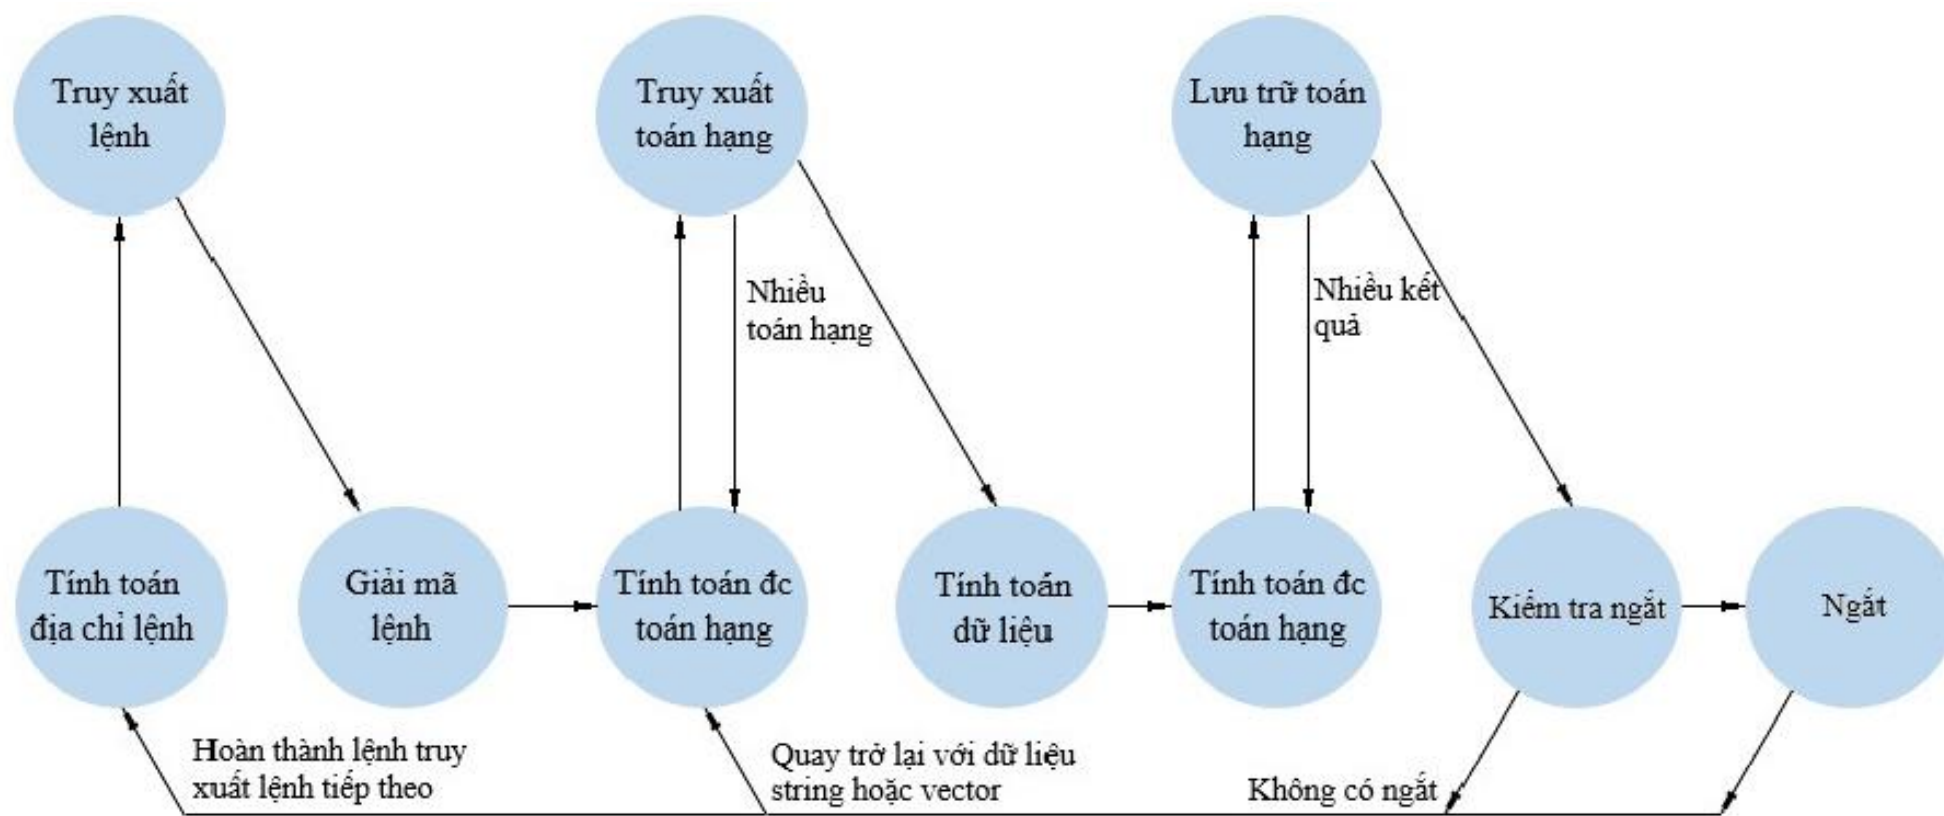 Truy xuất
lệnh
Truy xuất
toán hạng
Lưu trữ toán
hạng
Nhiều
toán hạng
Nhiều kết
quả
Tính toán
địa chỉ lệnh
Giải mã
lệnh
Tính toán đc
toán hạng
Tính toán
dữ liệu
Tính toán đc
toán hạng
Kiểm tra ngắt
Ngắt
Hoàn thành lệnh truy
xuất lệnh tiếp theo
Quay trở lại với dữ liệu
string hoặc vector
Không có ngắt